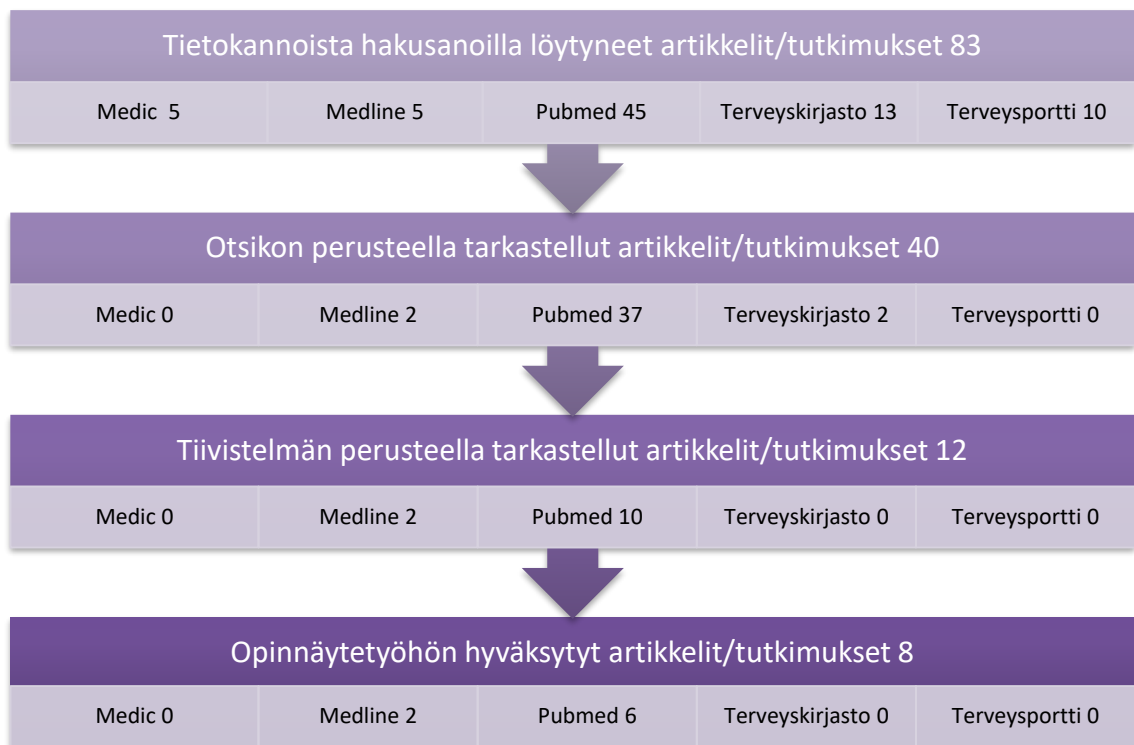 Tietokannoista hakusanoilla löytyneet artikkelit/tutkimukset 83
Medic 5 Medline 5 Pubmed 45 Terveyskirjasto 13 Terveysportti 10
Otsikon perusteella tarkastellut artikkelit/tutkimukset 40
Medic 0 Medline 2 Pubmed 37 Terveyskirjasto 2 Terveysportti 0
Tiivistelmän perusteella tarkastellut artikkelit/tutkimukset 12
Medic 0 Medline 2 Pubmed 10 Terveyskirjasto 0 Terveysportti 0
Opinnäytetyöhön hyväksytyt artikkelit/tutkimukset 8
Medic 0 Medline 2 Pubmed 6 Terveyskirjasto 0 Terveysportti 0